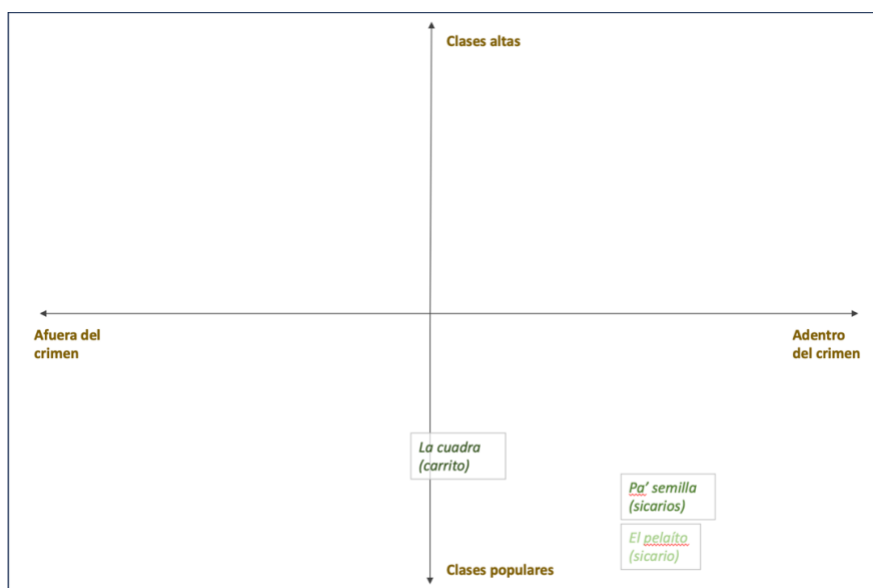 Clases altas
Afuera del
crimen
Adentro
del crimen
La cuadra
(carrito)
Pa’ semilla
(sicarios)
El pelaíto
(sicario)
Clases populares